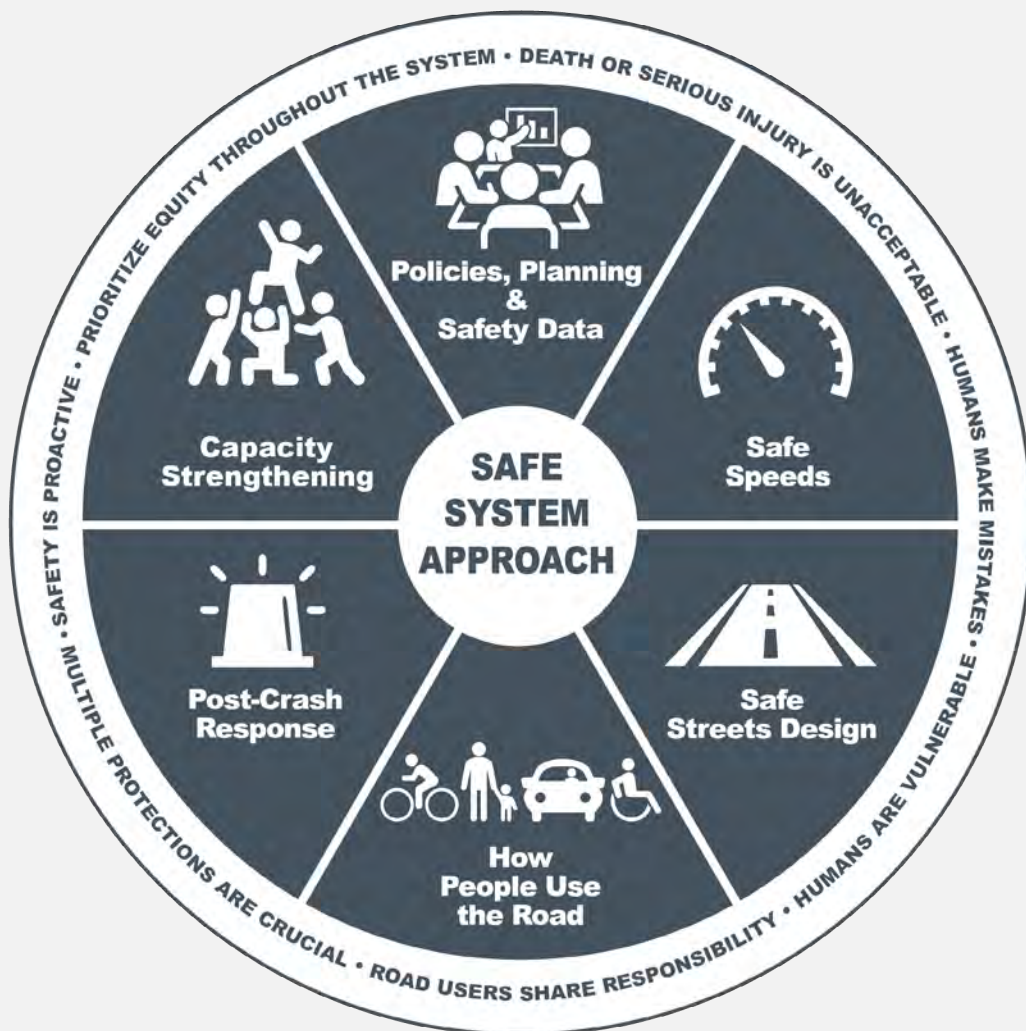 PRIORITIZE EQUITY THROUGHOUT THE SYSTEM • DEATH OR SERIOUS INJURY IS UNACCEPTABLE • HUMANS MAKE MISTAKES • HUMANS ARE VULNERABLE • ROAD USERS SHARE RESPONSIBILITY • MULTIPLE PROTECTIONS ARE CRUCIAL • SAFETY IS PROACTIVE •
Policies, Planning
&
Safety Data
Safe
Speeds
Safe
Streets Design
How
People Use
the Road
Post-Crash
Response
Capacity
Strengthening
SAFE
SYSTEM
APPROACH